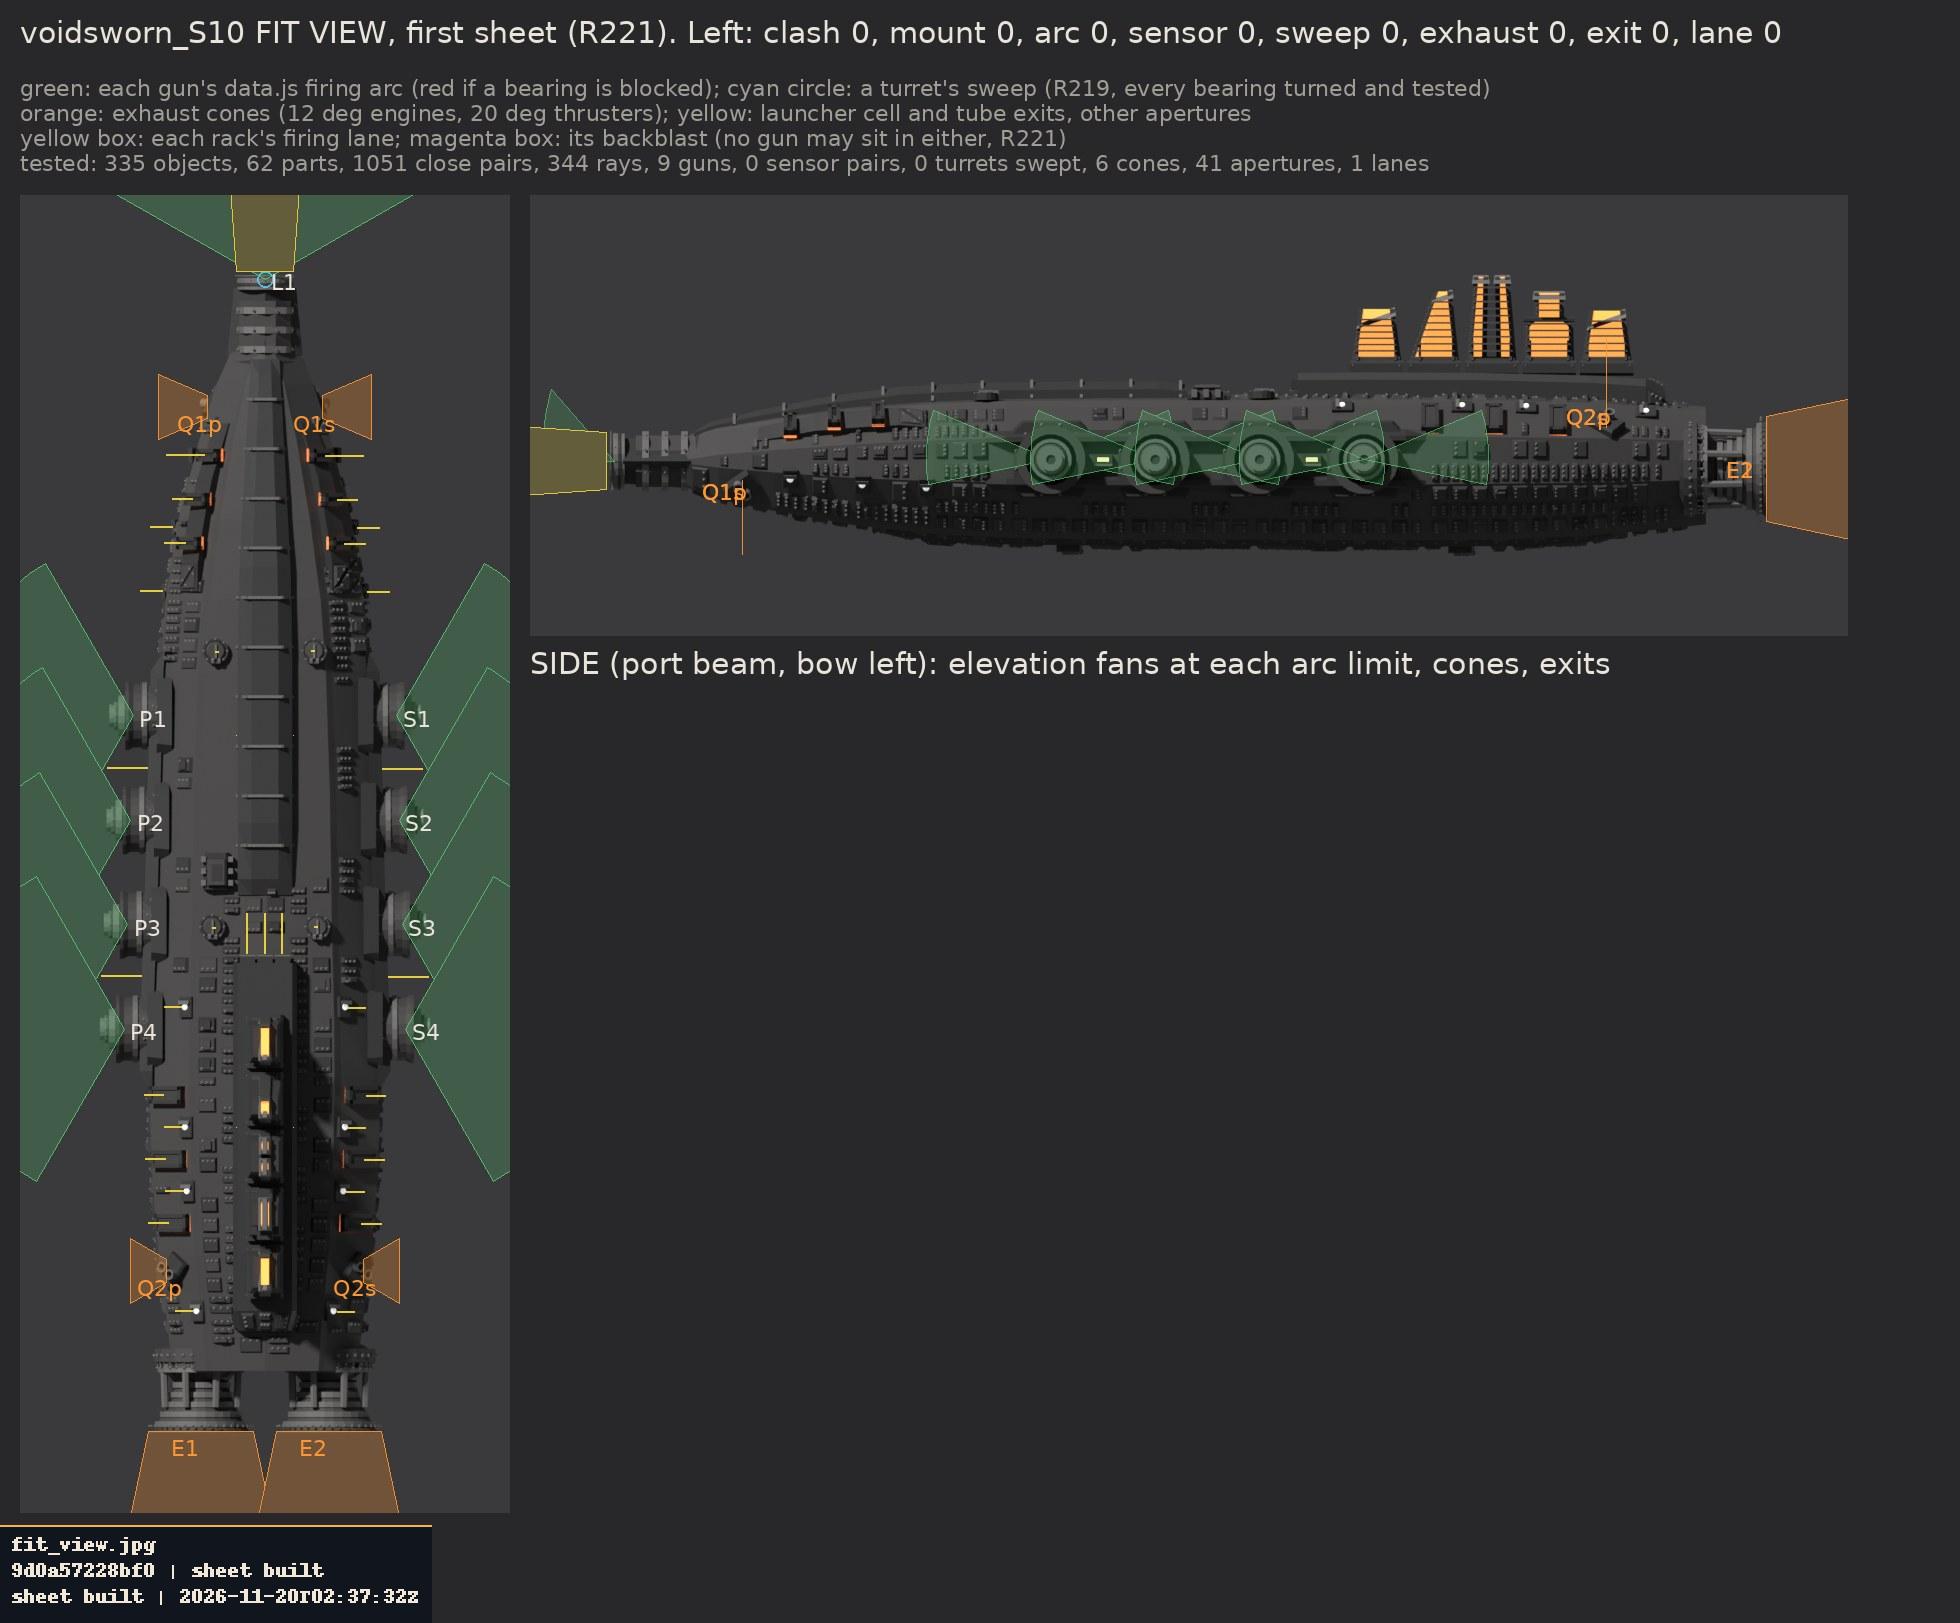 voidsworn_S10 FIT VIEW, first sheet (R221). Left: clash 0, mount 0, arc 0, sensor 0, sweep 0, exhaust 0, exit 0, lane 0
green: each gun's data.js firing arc (red if a bearing is blocked); cyan circle: a turret's sweep (R219, every bearing turned and tested)
orange: exhaust cones (12 deg engines, 20 deg thrusters); yellow: launcher cell and tube exits, other apertures
yellow box: each rack's firing lane; magenta box: its backblast (no gun may sit in either, R221)
tested: 335 objects, 62 parts, 1051 close pairs, 344 rays, 9 guns, 0 sensor pairs, 0 turrets swept, 6 cones, 41 apertures, 1 lanes
L1
Q1p Q1s
P1 S1
P2 S2
P3 S3
P4 S4
Q2p Q2s
E1 E2
Q1p
E2
SIDE (port beam, bow left): elevation fans at each arc limit, cones, exits
fit_view.jpg
9d0a57228bf0 | sheet built
sheet built | 2026-11-20T02:37:32Z